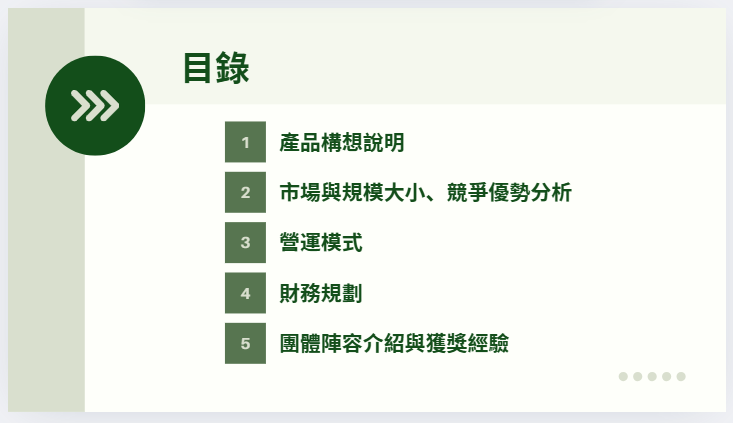 目錄
1 產品構想說明
2 市場與規模大小、競爭優勢分析
3 營運模式
4 財務規劃
5 團體陣容介紹與獲獎經驗